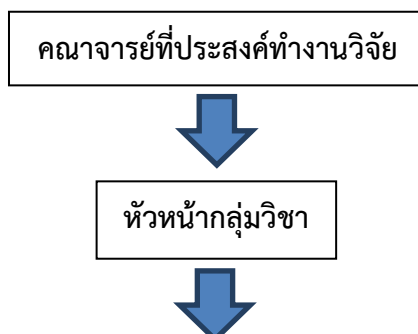 คณาจารย์ที่ประสงค์ทำงานวิจัย
หัวหน้ากลุ่มวิชา